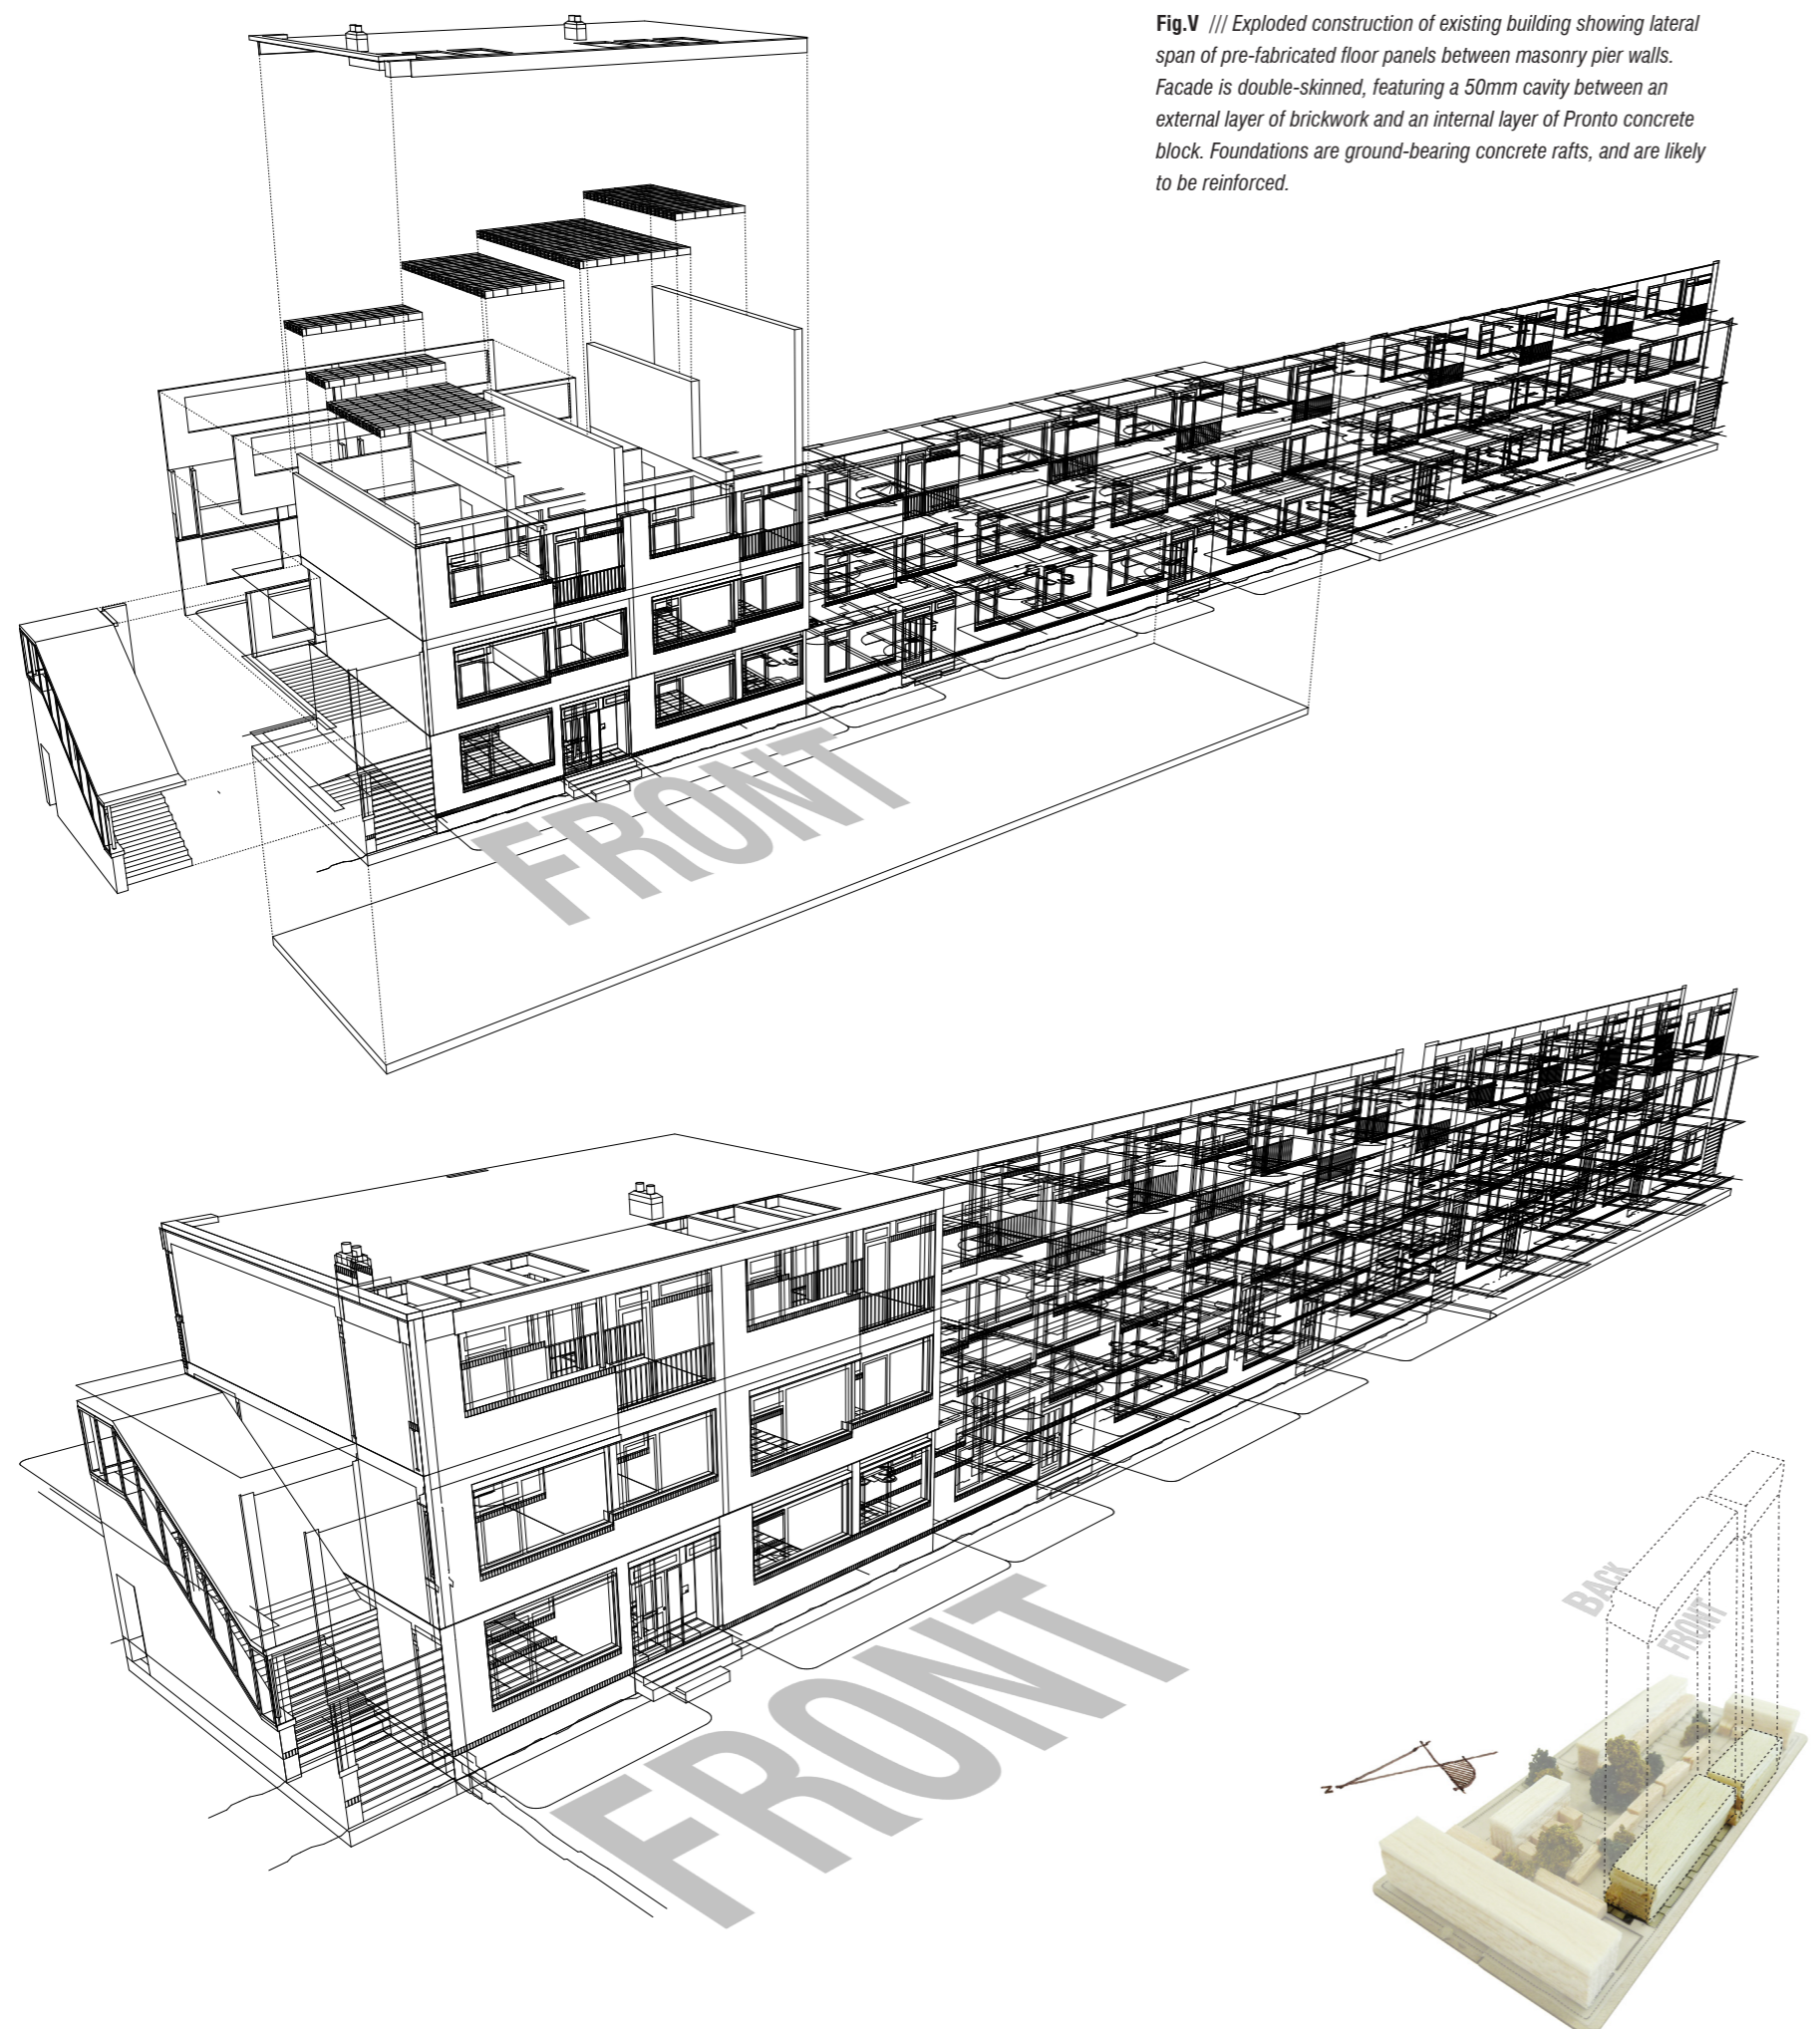 Fig.V /// Exploded construction of existing building showing lateral
span of pre-fabricated floor panels between masonry pier walls.
Facade is double-skinned, featuring a 50mm cavity between an
external layer of brickwork and an internal layer of Pronto concrete
block. Foundations are ground-bearing concrete rafts, and are likely
to be reinforced.
FRONT
FRONT
BACK
FRONT
N